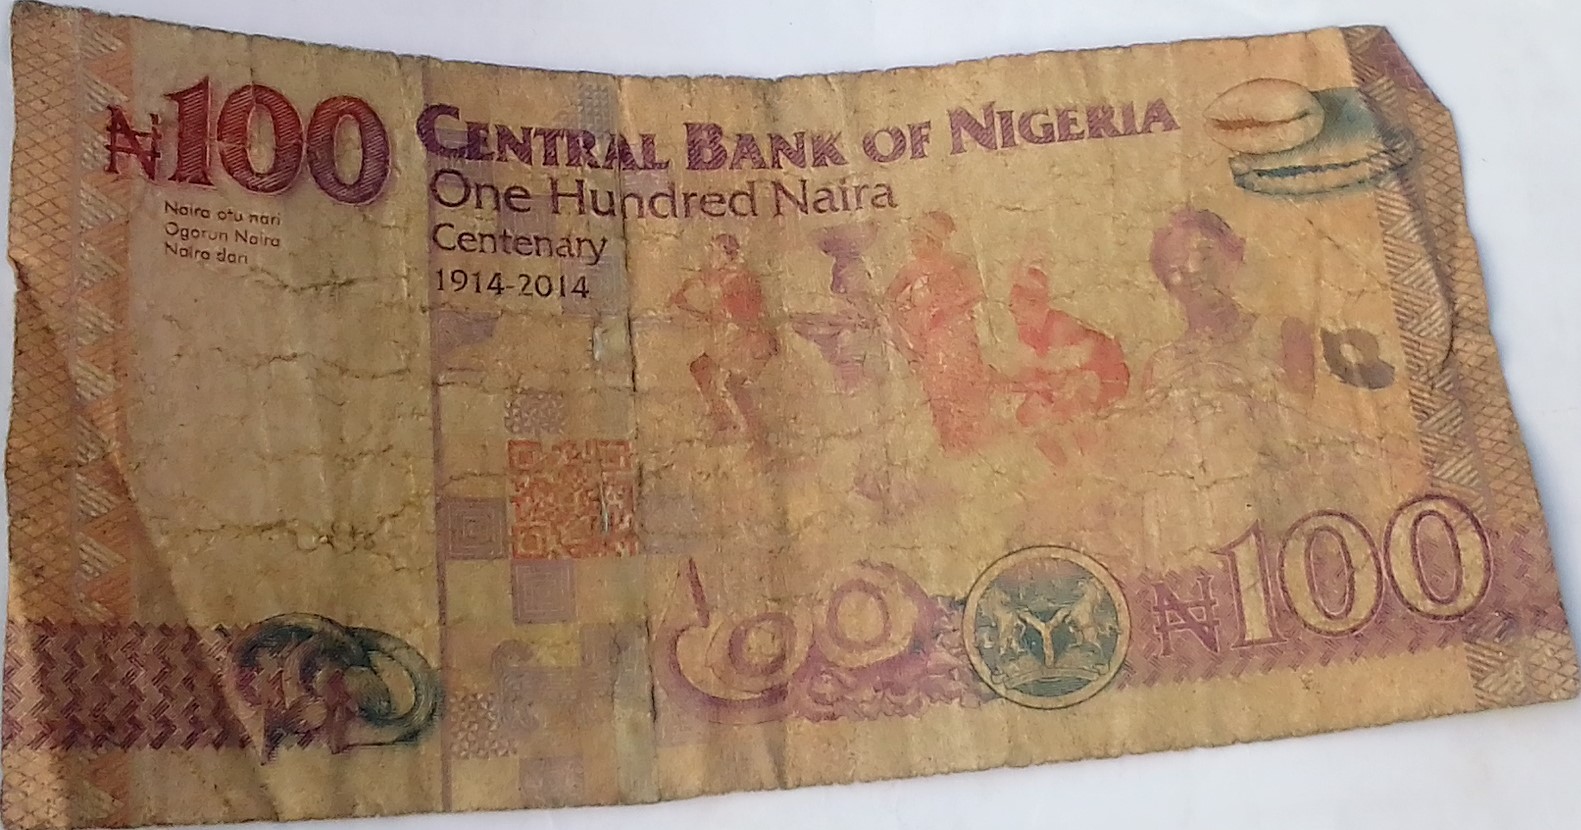 ₦100
CENTRAL BANK OF NIGERIA
One Hundred Naira
Centenary
1914-2014
Naira otu nari
Ogorun Naira
Naira dari
₦100